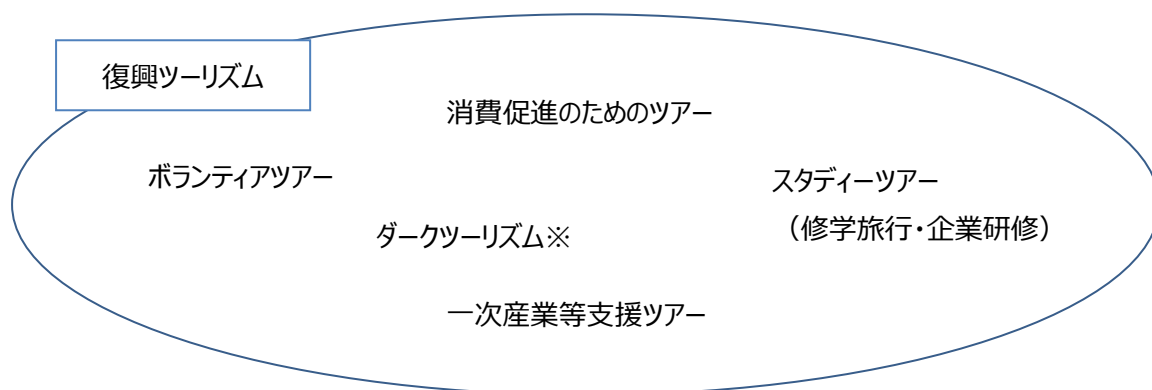 復興ツーリズム
消費促進のためのツアー
ボランティアツアー
スタディーツアー
（修学旅行・企業研修）
ダークツーリズム※
一次産業等支援ツアー